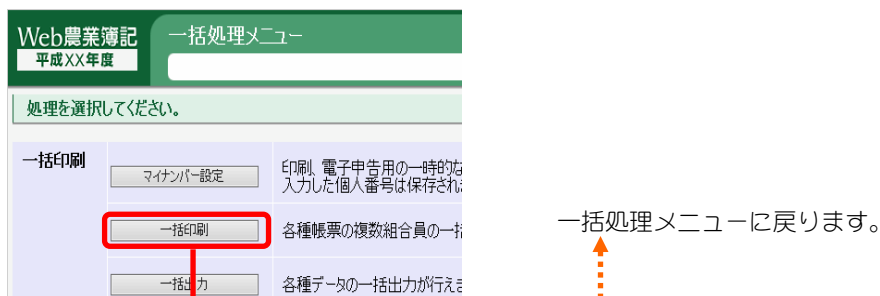 Web農業簿記
平成XX年度
一括処理メニュー
処理を選択してください。
一括印刷
マイナンバー設定
印刷、電子申告用の一時的な
入力した個人番号は保存され
一括印刷
各種帳票の複数組合員の一括
一括処理メニューに戻ります。
一括出力
各種データの一括出力が行えま